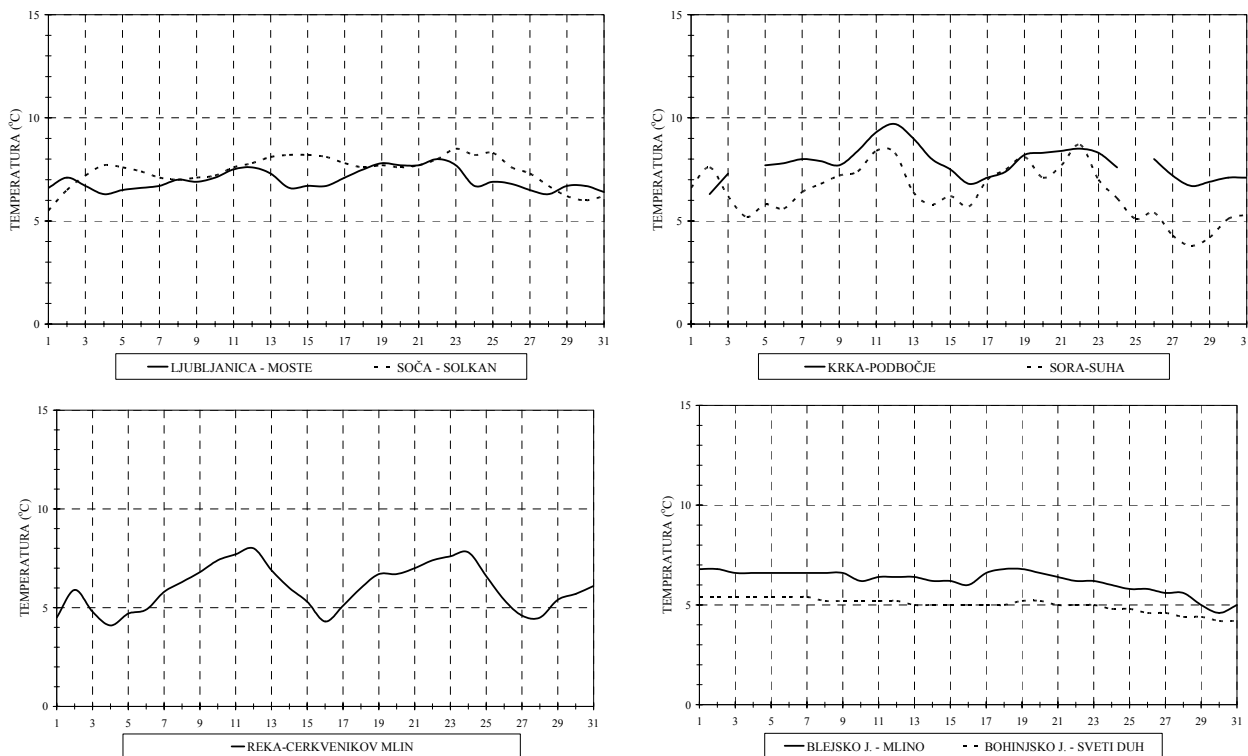 15
10
5
0
TEMPERATURA (°C)
1 3 5 7 9 11 13 15 17 19 21 23 25 27 29 31
LJUBLJANICA - MOSTE SOČA - SOLKAN
15
10
5
0
TEMPERATURA (°C)
1 3 5 7 9 11 13 15 17 19 21 23 25 27 29 3
KRKA-PODBOČJE SORA-SUHA
15
10
5
0
TEMPERATURA (°C)
1 3 5 7 9 11 13 15 17 19 21 23 25 27 29 31
REKA-CERKVENIKOV MLIN
15
10
5
0
TEMPERATURA (°C)
1 3 5 7 9 11 13 15 17 19 21 23 25 27 29 31
BLEJSKO J. - MLINO BOHINJSKO J. - SVETI DUH